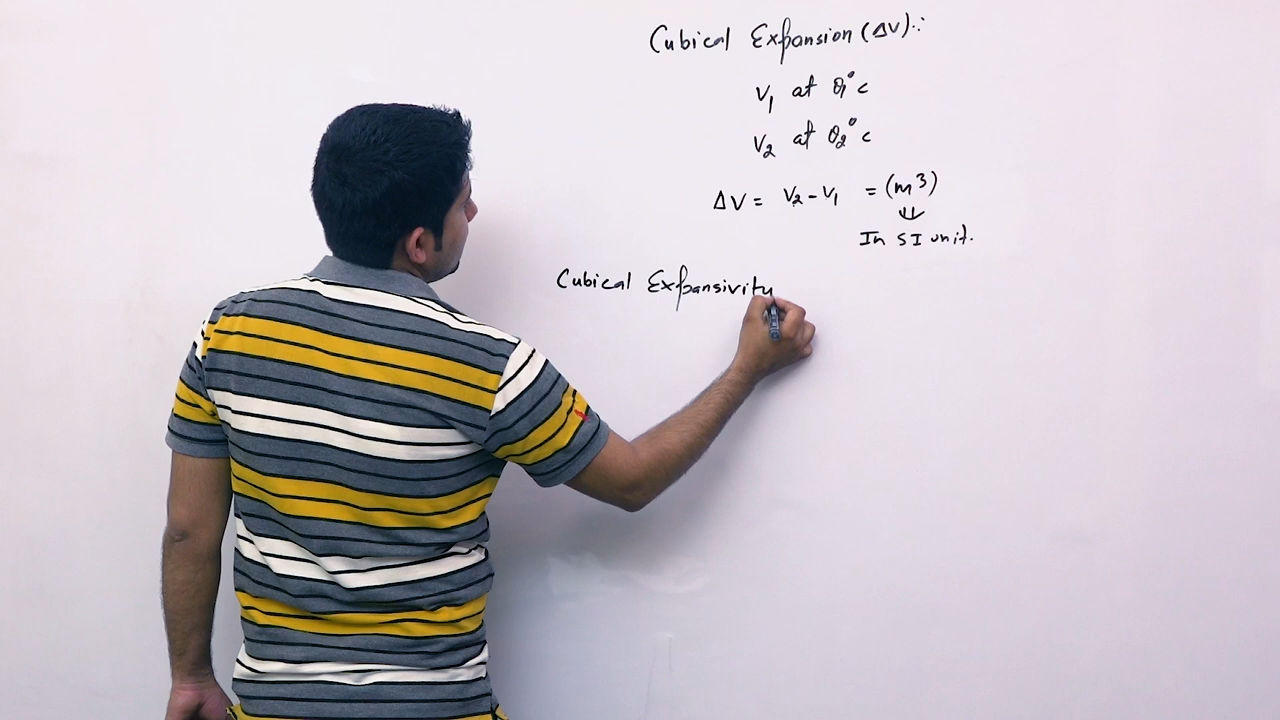 Cubical Expansion (ΔV):
V₁ at θ₁°c
V₂ at θ₂°c
ΔV = V₂ - V₁ = (m³)
⇓
In SI unit.
Cubical Expansivity